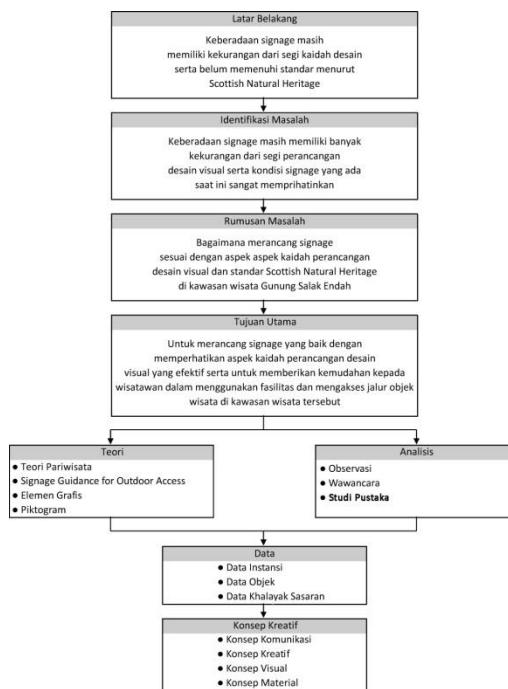 Latar Belakang
Keberadaan signage masih
memiliki kekurangan dari segi kaidah desain
serta belum memenuhi standar menurut
Scottish Natural Heritage
Identifikasi Masalah
Keberadaan signage masih memiliki banyak
kekurangan dari segi perancangan
desain visual serta kondisi signage yang ada
saat ini sangat memprihatinkan
Rumusan Masalah
Bagaimana merancang signage
sesuai dengan aspek aspek kaidah perancangan
desain visual dan standar Scottish Natural Heritage
di kawasan wisata Gunung Salak Endah
Tujuan Utama
Untuk merancang signage yang baik dengan
memperhatikan aspek kaidah perancangan desain
visual yang efektif serta untuk memberikan kemudahan kepada
wisatawan dalam menggunakan fasilitas dan mengakses jalur objek
wisata di kawasan wisata tersebut
Teori
● Teori Pariwisata
● Signage Guidance for Outdoor Access
● Elemen Grafis
● Piktogram
Analisis
● Observasi
● Wawancara
● Studi Pustaka
Data
● Data Instansi
● Data Objek
● Data Khalayak Sasaran
Konsep Kreatif
● Konsep Komunikasi
● Konsep Kreatif
● Konsep Visual
● Konsep Material